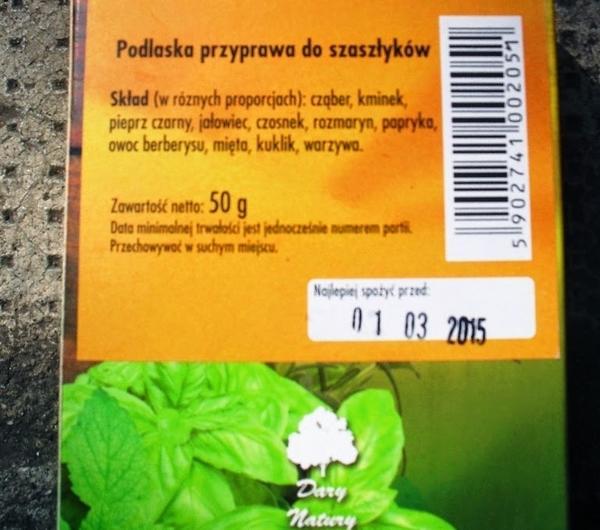 Podlaska przyprawa do szaszłyków
Skład (w róznych proporcjach): cząber, kminek,
pieprz czarny, jałowiec, czosnek, rozmaryn, papryka,
owoc berberysu, mięta, kuklik, warzywa.
Zawartość netto: 50 g
Data minimalnej trwałości jest jednocześnie numerem partii.
Przechowywać w suchym miejscu.
5 902741 002051
Najlepiej spożyć przed:
01 03 2015
Dary
Natury